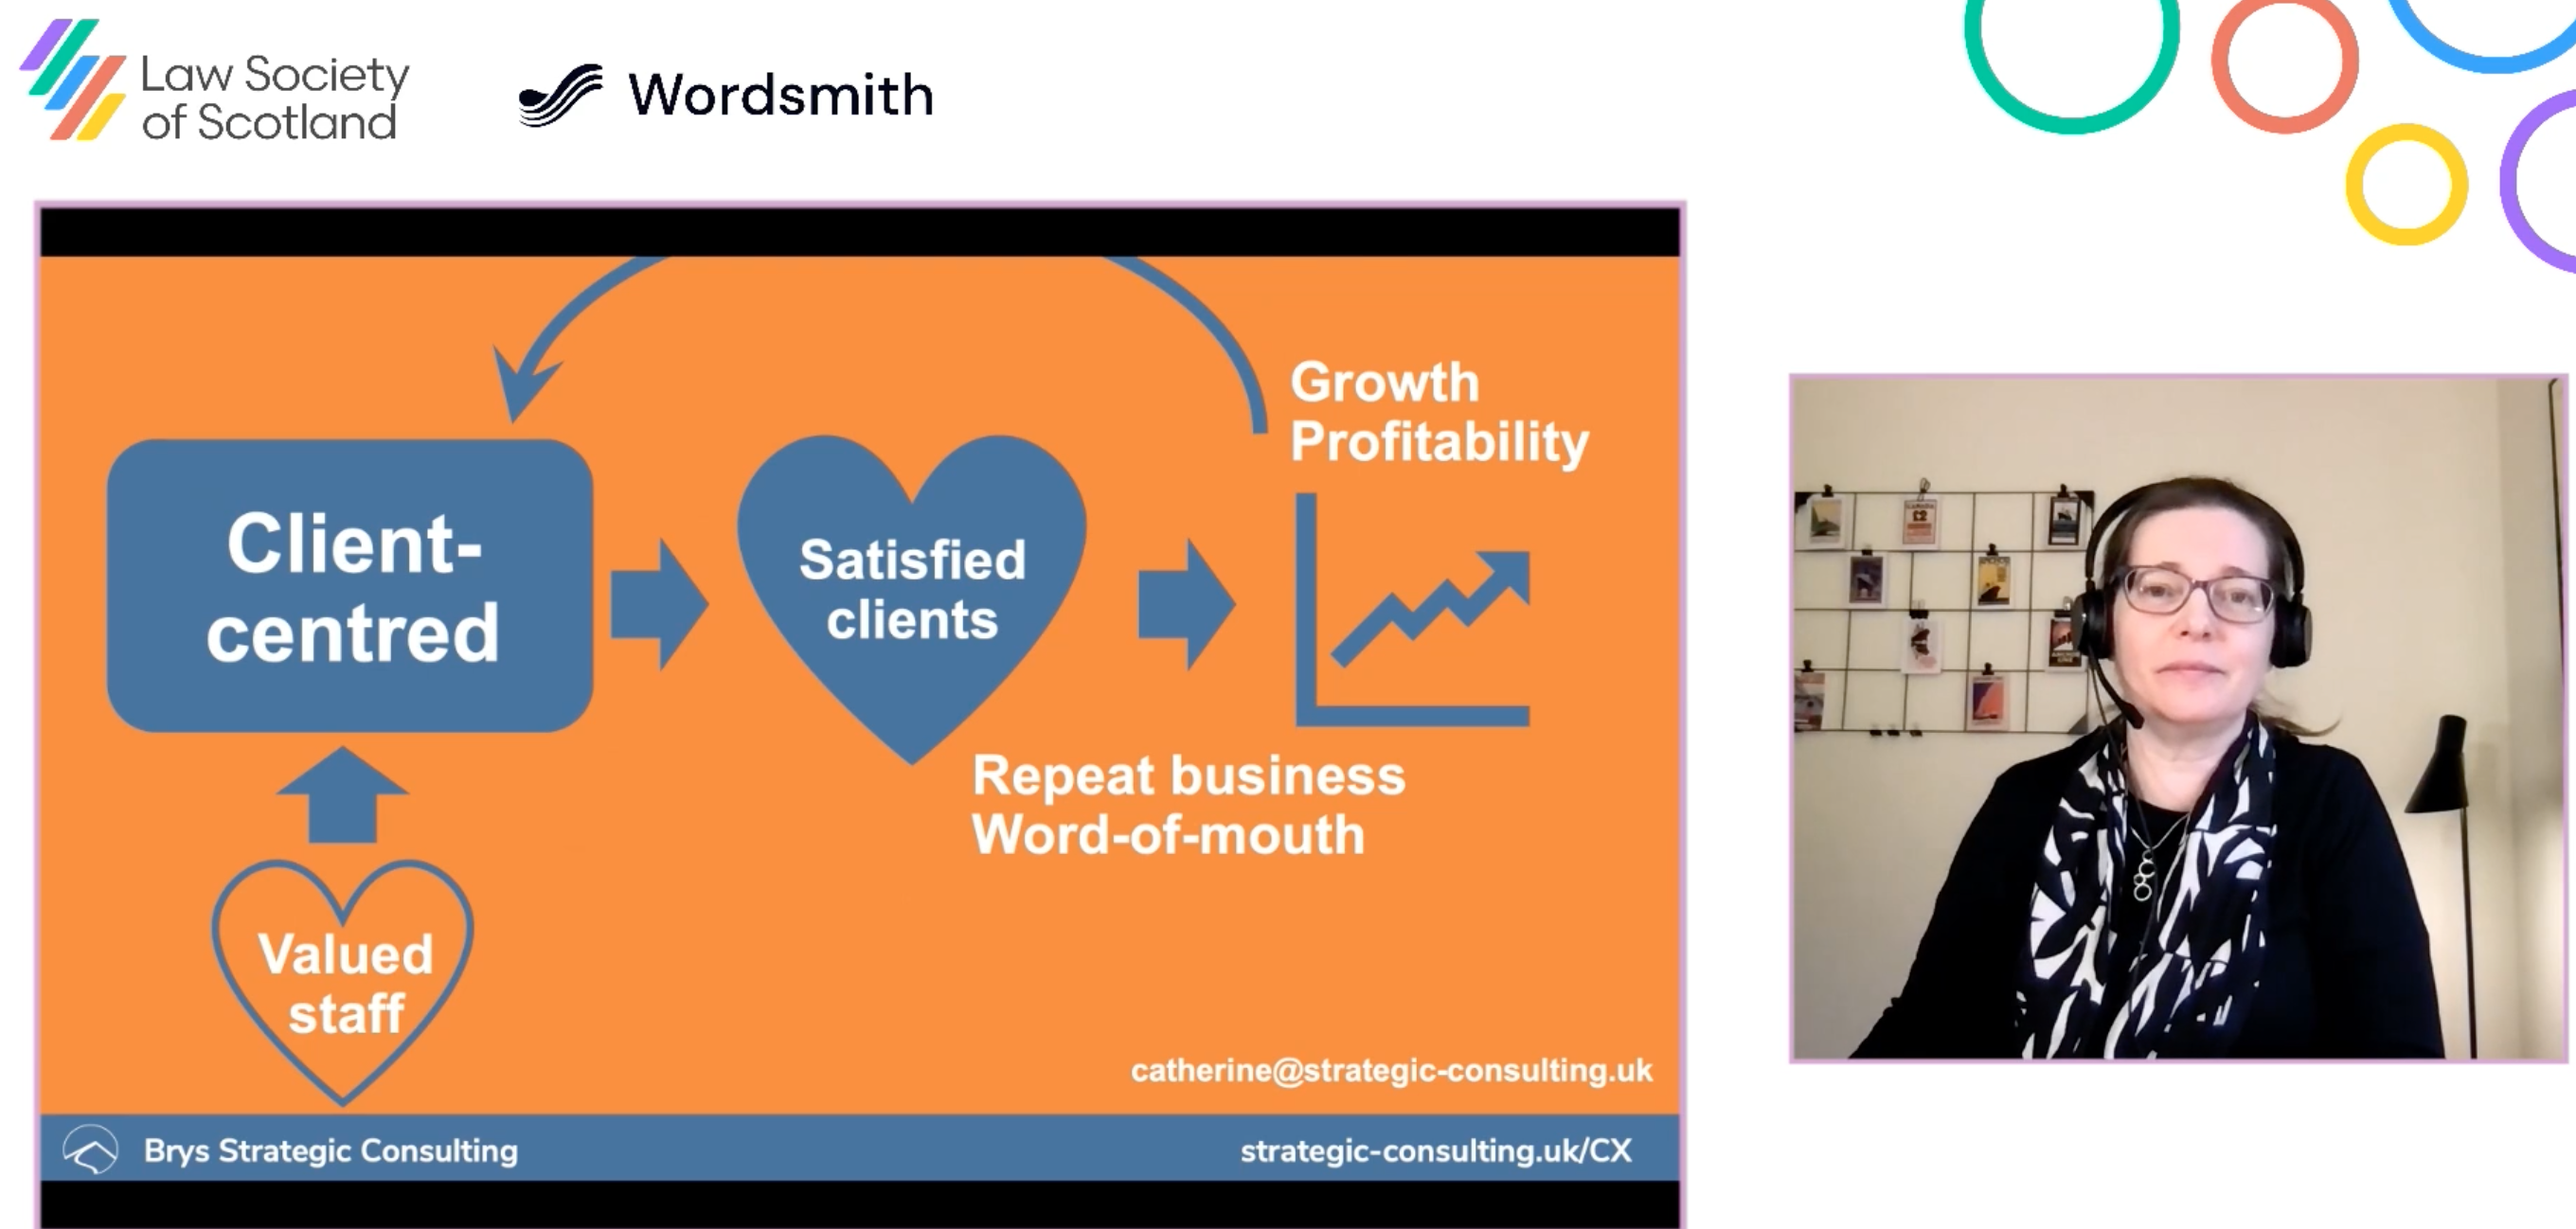 Law Society
of Scotland
Wordsmith
Growth
Profitability
Client-
centred
Satisfied
clients
Repeat business
Word-of-mouth
Valued
staff
catherine@strategic-consulting.uk
Brys Strategic Consulting
strategic-consulting.uk/CX